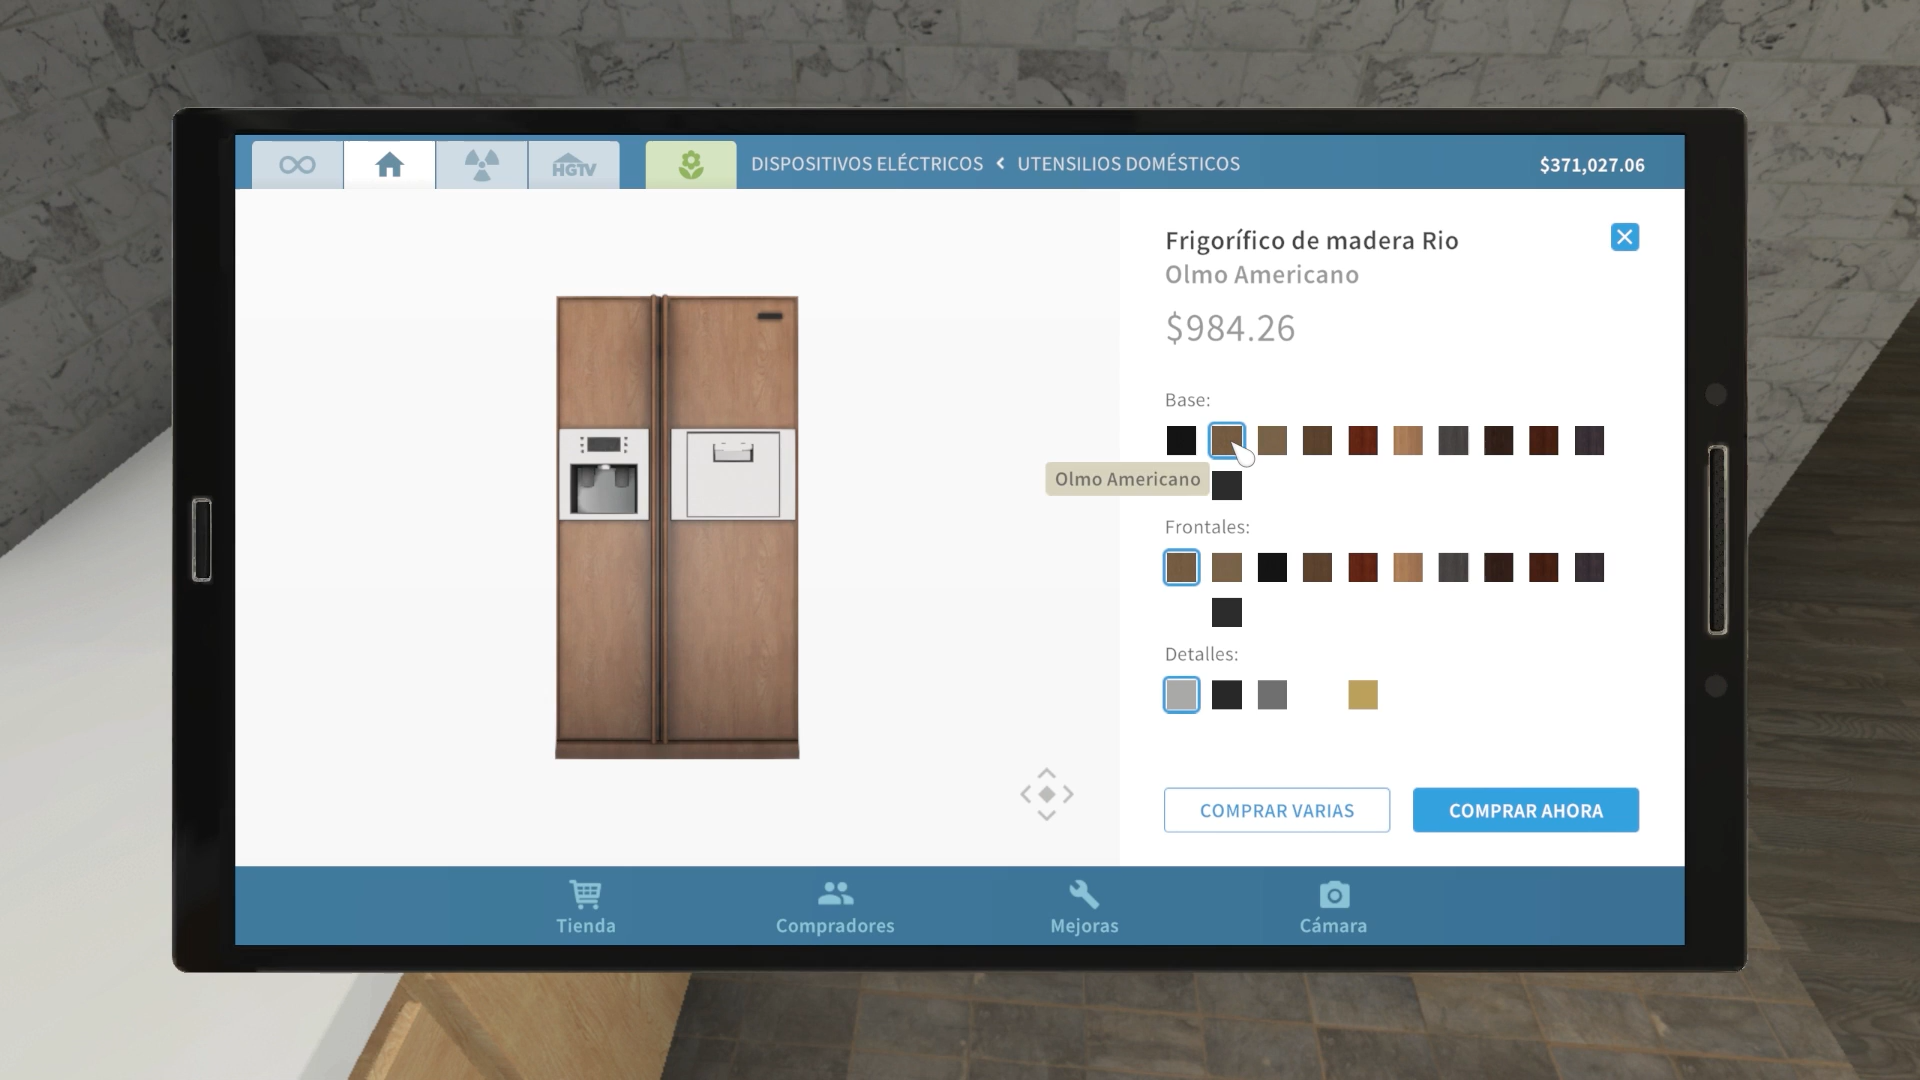 HGTV
DISPOSITIVOS ELÉCTRICOS < UTENSILIOS DOMÉSTICOS
$371,027.06
Frigorífico de madera Rio
Olmo Americano
$984.26
Base:
Olmo Americano
Frontales:
Detalles:
COMPRAR VARIAS
COMPRAR AHORA
Tienda
Compradores
Mejoras
Cámara